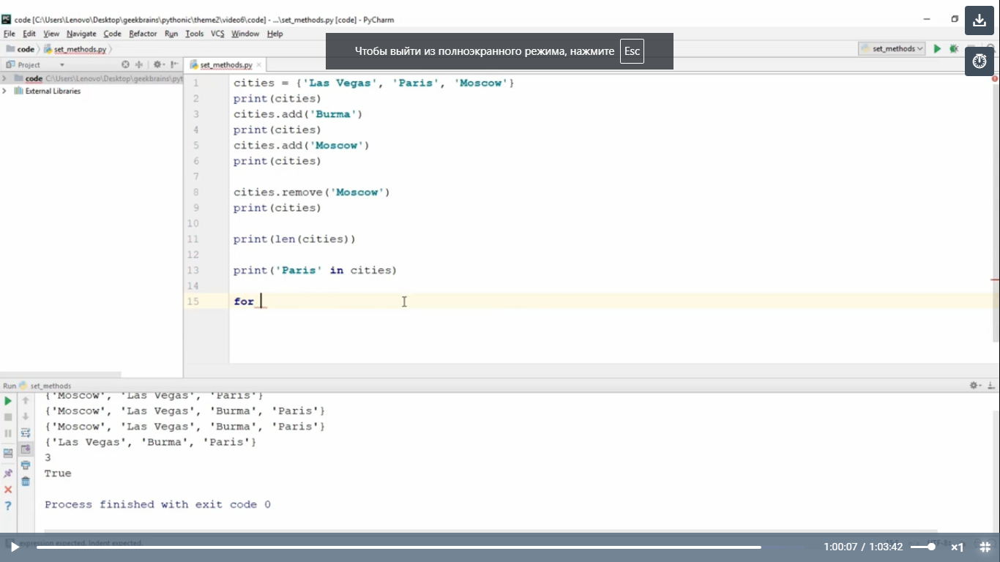 code [C:\Users\Lenovo\Desktop\geekbrains\pythonic\theme2\video6\code] - ...\set_methods.py [code] - PyCharm
File Edit View Navigate Code Refactor Run Tools VCS Window Help
Чтобы выйти из полноэкранного режима, нажмите Esc
code set_methods.py set_methods
Project set_methods.py
code C:\Users\Lenovo\Desktop\geekbrains\pyt
External Libraries
1 cities = {'Las Vegas', 'Paris', 'Moscow'}
2 print(cities)
3 cities.add('Burma')
4 print(cities)
5 cities.add('Moscow')
6 print(cities)
7
8 cities.remove('Moscow')
9 print(cities)
10
11 print(len(cities))
12
13 print('Paris' in cities)
14
15 for
Run set_methods
{'Moscow', 'Las Vegas', 'Paris'}
{'Moscow', 'Las Vegas', 'Burma', 'Paris'}
{'Moscow', 'Las Vegas', 'Burma', 'Paris'}
{'Las Vegas', 'Burma', 'Paris'}
3
True
Process finished with exit code 0
expression expected. Indent expected.
1:00:07 / 1:03:42 ×1